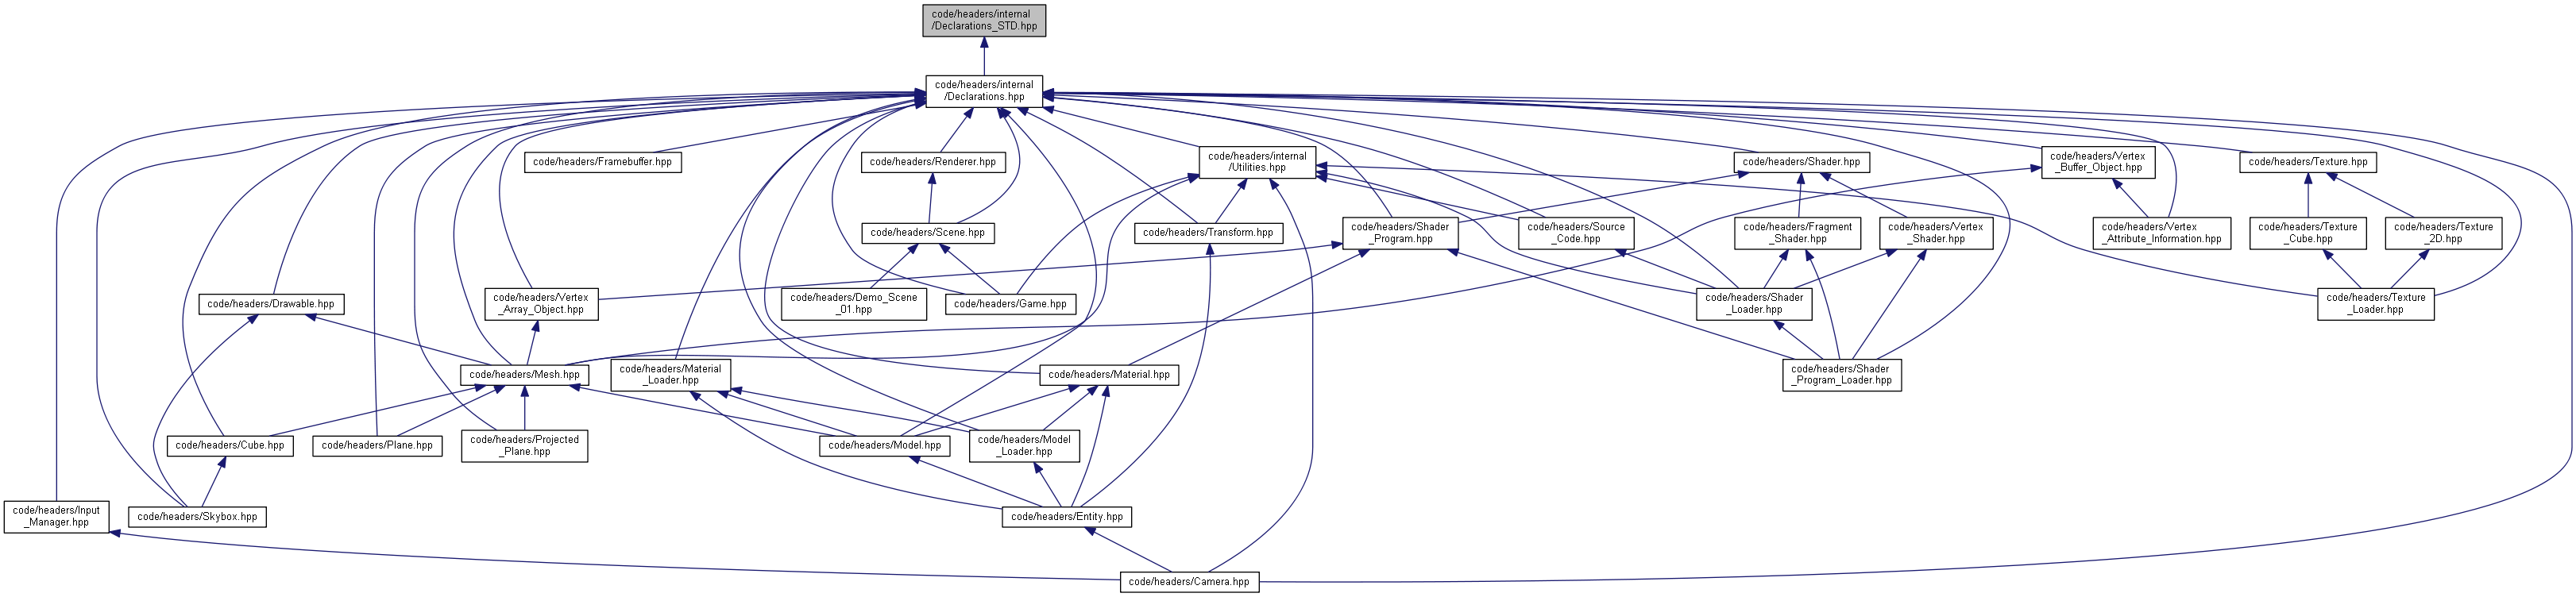 code/headers/internal
/Declarations_STD.hpp
code/headers/internal
/Declarations.hpp
code/headers/Framebuffer.hpp
code/headers/Renderer.hpp
code/headers/internal
/Utilities.hpp
code/headers/Shader.hpp
code/headers/Vertex
_Buffer_Object.hpp
code/headers/Texture.hpp
code/headers/Scene.hpp
code/headers/Transform.hpp
code/headers/Shader
_Program.hpp
code/headers/Source
_Code.hpp
code/headers/Fragment
_Shader.hpp
code/headers/Vertex
_Shader.hpp
code/headers/Vertex
_Attribute_Information.hpp
code/headers/Texture
_Cube.hpp
code/headers/Texture
_2D.hpp
code/headers/Drawable.hpp
code/headers/Vertex
_Array_Object.hpp
code/headers/Demo_Scene
_01.hpp
code/headers/Game.hpp
code/headers/Shader
_Loader.hpp
code/headers/Texture
_Loader.hpp
code/headers/Mesh.hpp
code/headers/Material
_Loader.hpp
code/headers/Material.hpp
code/headers/Shader
_Program_Loader.hpp
code/headers/Cube.hpp
code/headers/Plane.hpp
code/headers/Projected
_Plane.hpp
code/headers/Model.hpp
code/headers/Model
_Loader.hpp
code/headers/Input
_Manager.hpp
code/headers/Skybox.hpp
code/headers/Entity.hpp
code/headers/Camera.hpp